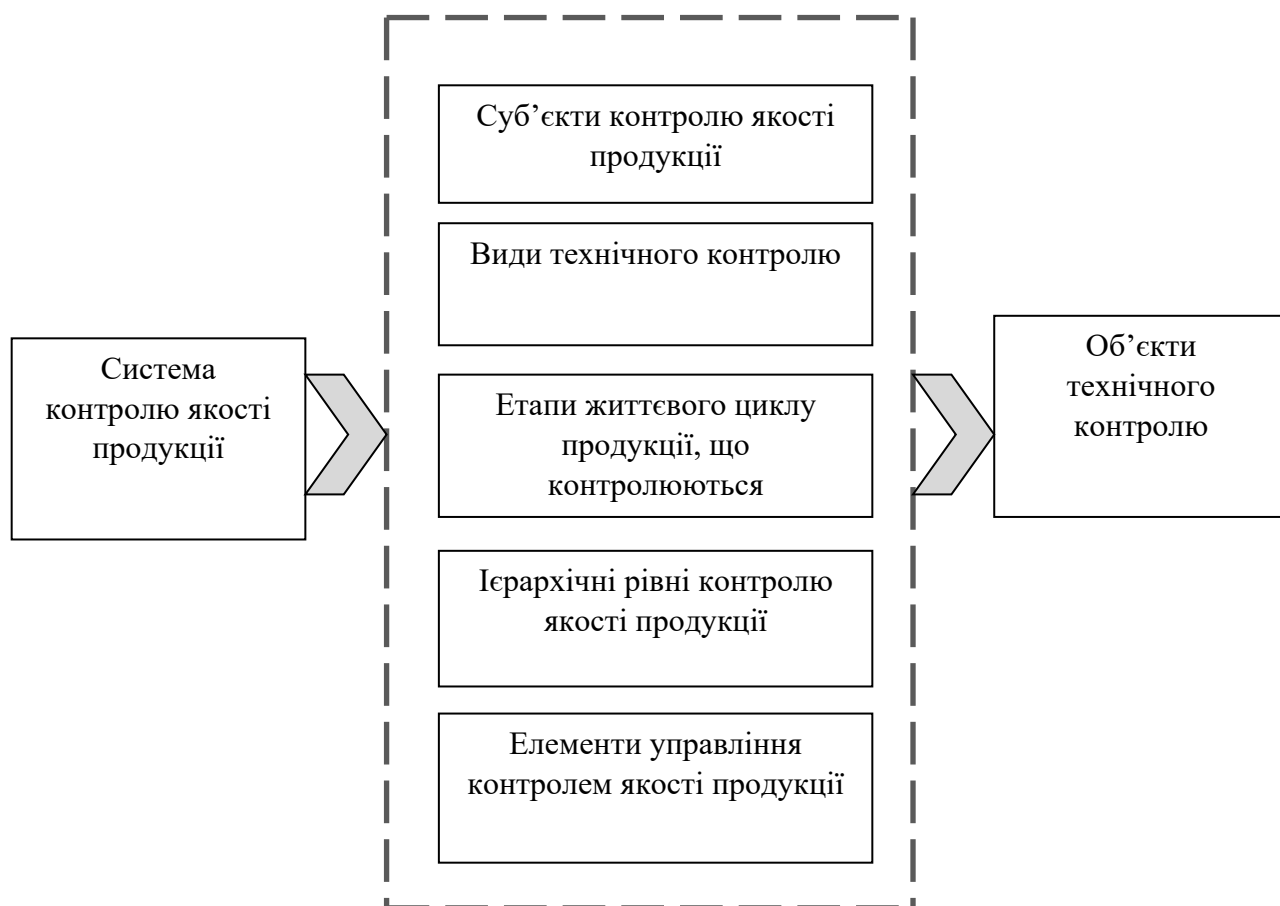 Система
контролю якості
продукції
Суб’єкти контролю якості
продукції
Види технічного контролю
Етапи життєвого циклу
продукції, що
контролюються
Ієрархічні рівні контролю
якості продукції
Елементи управління
контролем якості продукції
Об’єкти
технічного
контролю